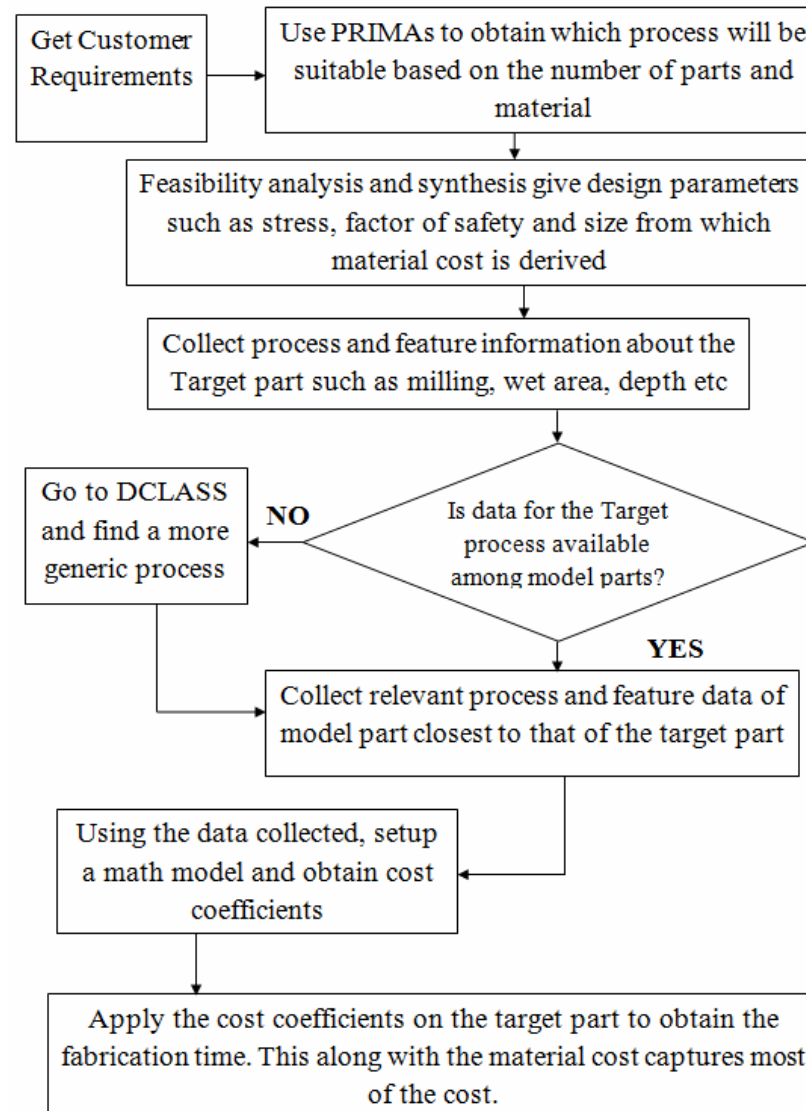 Get Customer
Requirements
Use PRIMAs to obtain which process will be
suitable based on the number of parts and
material
Feasibility analysis and synthesis give design parameters
such as stress, factor of safety and size from which
material cost is derived
Collect process and feature information about the
Target part such as milling, wet area, depth etc
Is data for the Target
process available
among model parts?
NO
Go to DCLASS
and find a more
generic process
YES
Collect relevant process and feature data of
model part closest to that of the target part
Using the data collected, setup
a math model and obtain cost
coefficients
Apply the cost coefficients on the target part to obtain the
fabrication time. This along with the material cost captures most
of the cost.